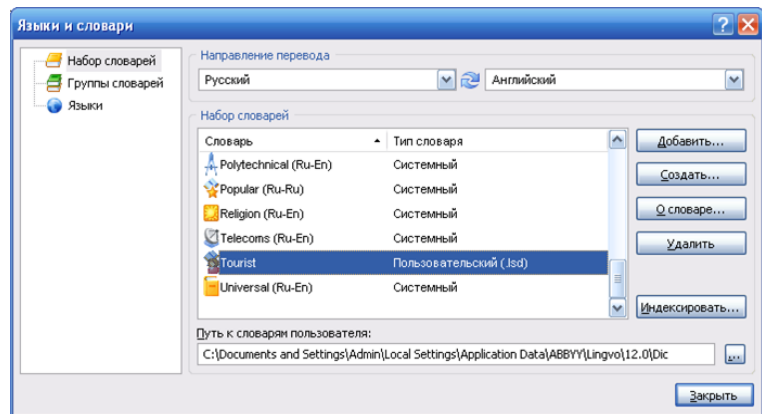 Языки и словари
Набор словарей
Группы словарей
Языки
Направление перевода
Русский Английский
Набор словарей
Словарь Тип словаря
Polytechnical (Ru-En) Системный
Popular (Ru-Ru) Системный
Religion (Ru-En) Системный
Telecoms (Ru-En) Системный
Tourist Пользовательский (.lsd)
Universal (Ru-En) Системный
Добавить...
Создать...
О словаре...
Удалить
Индексировать...
Путь к словарям пользователя:
C:\Documents and Settings\Admin\Local Settings\Application Data\ABBYY\Lingvo\12.0\Dic ...
Закрыть